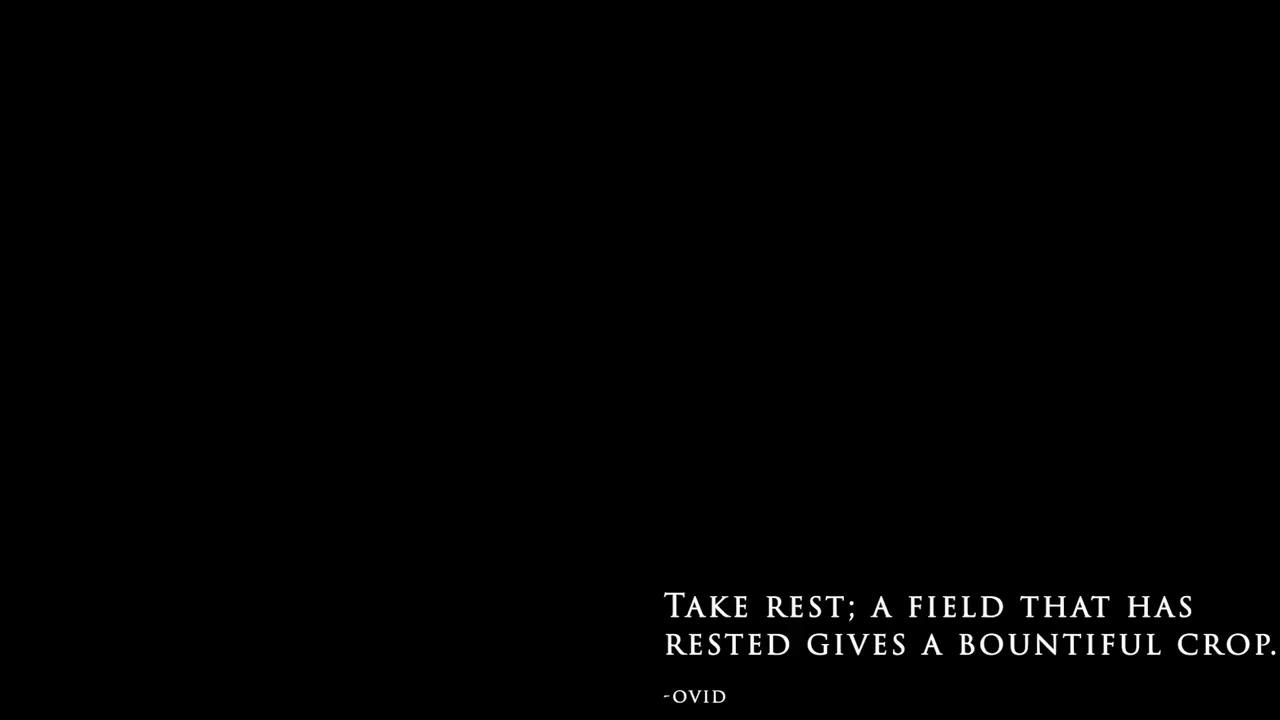 Take rest; a field that has
rested gives a bountiful crop.
-Ovid